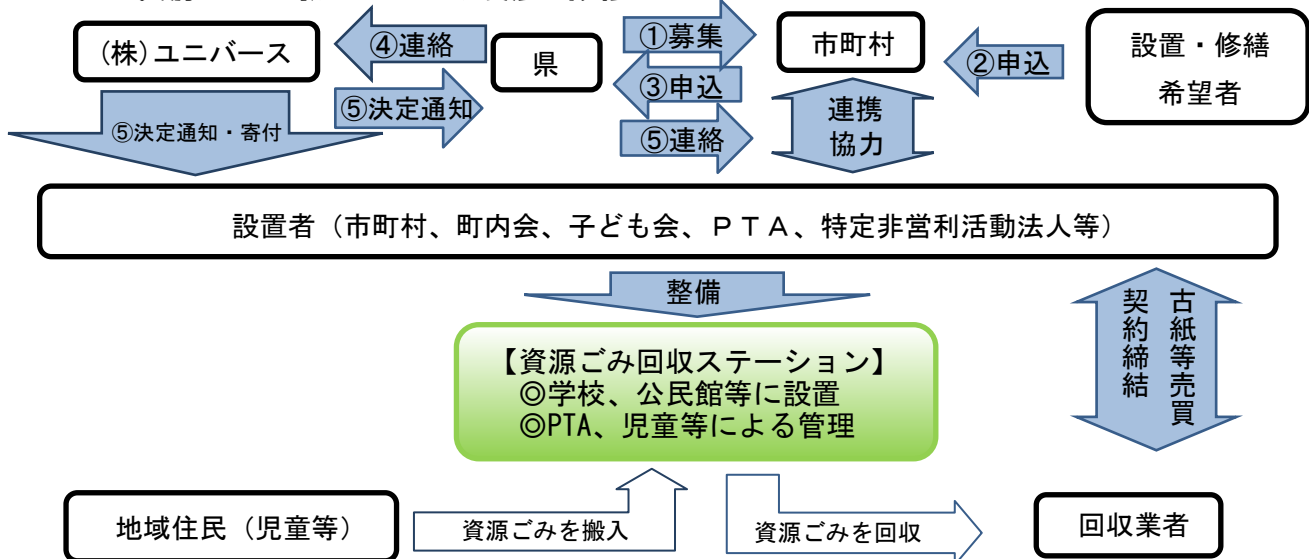 (株)ユニバース
④連絡
県
①募集
市町村
②申込
設置・修繕
希望者
③申込
⑤決定通知
⑤連絡
連携
協力
⑤決定通知・寄付
設置者（市町村、町内会、子ども会、ＰＴＡ、特定非営利活動法人等）
整備
古紙等売買
契約締結
【資源ごみ回収ステーション】
◎学校、公民館等に設置
◎PTA、児童等による管理
地域住民（児童等）
資源ごみを搬入
資源ごみを回収
回収業者